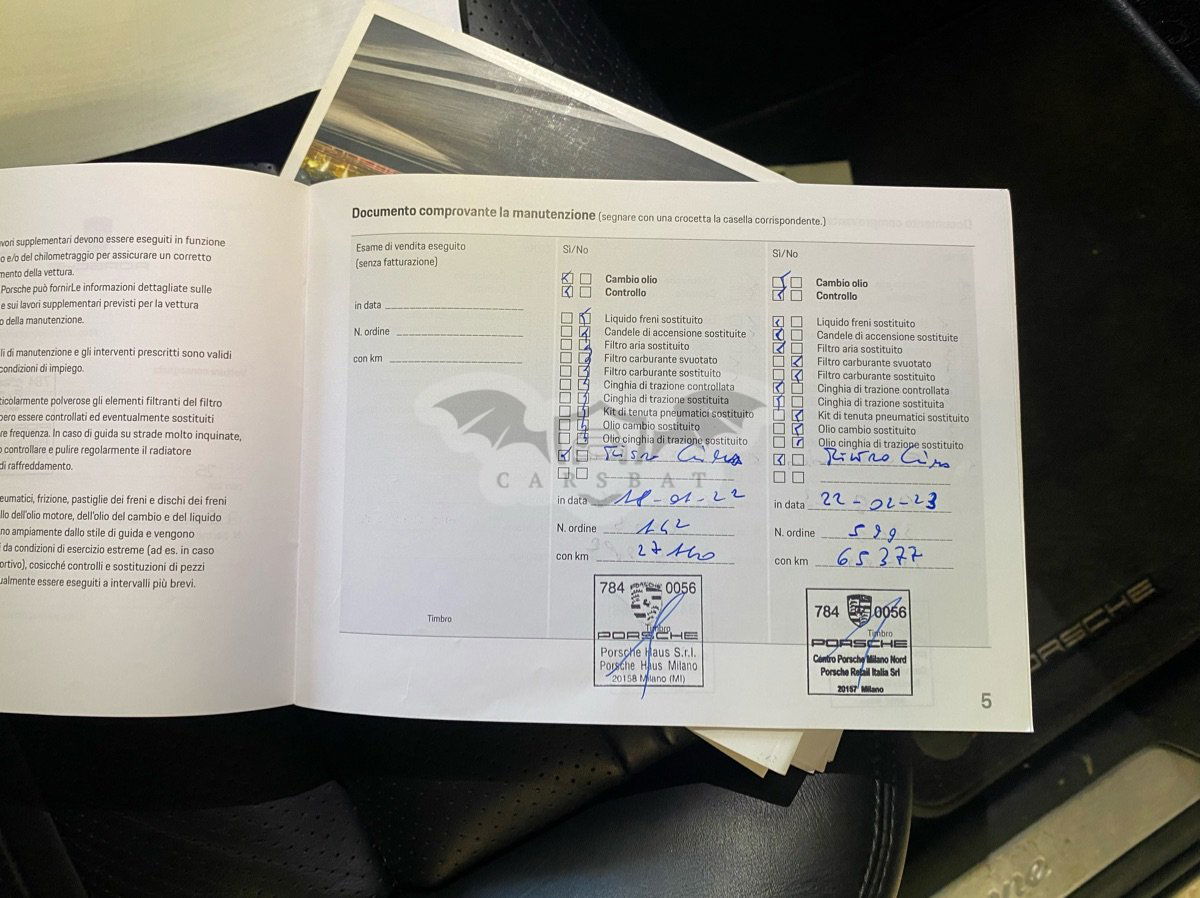 vori supplementari devono essere eseguiti in funzione
o e/o del chilometraggio per assicurare un corretto
mento della vettura.
Porsche può fornirLe informazioni dettagliate sulle
e sui lavori supplementari previsti per la vettura
o della manutenzione.
li di manutenzione e gli interventi prescritti sono validi
condizioni di impiego.
ticolarmente polverose gli elementi filtranti del filtro
bero essere controllati ed eventualmente sostituiti
re frequenza. In caso di guida su strade molto inquinate,
o controllare e pulire regolarmente il radiatore
di raffreddamento.
eumatici, frizione, pastiglie dei freni e dischi dei freni
llo dell'olio motore, dell'olio del cambio e del liquido
no ampiamente dallo stile di guida e vengono
i da condizioni di esercizio estreme (ad es. in caso
ortivo), cosicché controlli e sostituzioni di pezzi
ualmente essere eseguiti a intervalli più brevi.
Documento comprovante la manutenzione (segnare con una crocetta la casella corrispondente.)
Esame di vendita eseguito
(senza fatturazione)
in data
N. ordine
con km
Timbro
Sì/No
Cambio olio
Controllo
Liquido freni sostituito
Candele di accensione sostituite
Filtro aria sostituito
Filtro carburante svuotato
Filtro carburante sostituito
Cinghia di trazione controllata
Cinghia di trazione sostituita
Kit di tenuta pneumatici sostituito
Olio cambio sostituito
Olio cinghia di trazione sostituito
in data 18-01-22
N. ordine 142
con km
784 0056
Timbro
PORSCHE
Porsche Haus S.r.l.
Porsche Haus Milano
20158 Milano (MI)
Sì/No
Cambio olio
Controllo
Liquido freni sostituito
Candele di accensione sostituite
Filtro aria sostituito
Filtro carburante svuotato
Filtro carburante sostituito
Cinghia di trazione controllata
Cinghia di trazione sostituita
Kit di tenuta pneumatici sostituito
Olio cambio sostituito
Olio cinghia di trazione sostituito
in data 22-02-23
N. ordine 599
con km 65377
784 0056
Timbro
PORSCHE
Centro Porsche Milano Nord
Porsche Retail Italia Srl
20157 Milano
5
CARSBAT
PORSCHE